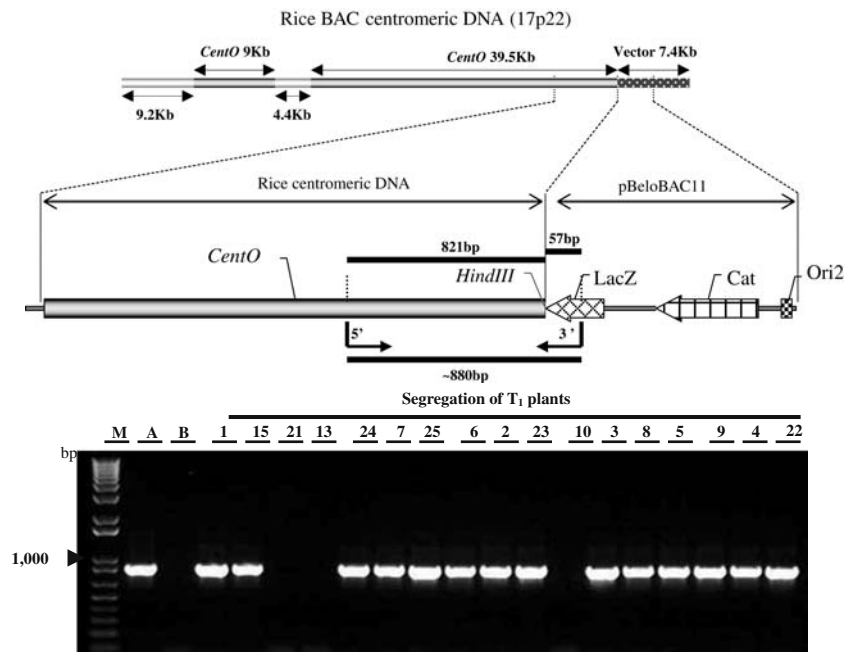 Rice BAC centromeric DNA (17p22)
CentO 9Kb
CentO 39.5Kb
Vector 7.4Kb
9.2Kb
4.4Kb
Rice centromeric DNA
pBeloBAC11
57bp
821bp
CentO
HindIII
LacZ
Cat
Ori2
5'
3'
~880bp
Segregation of T₁ plants
M A B 1 15 21 13 24 7 25 6 2 23 10 3 8 5 9 4 22
bp
1,000